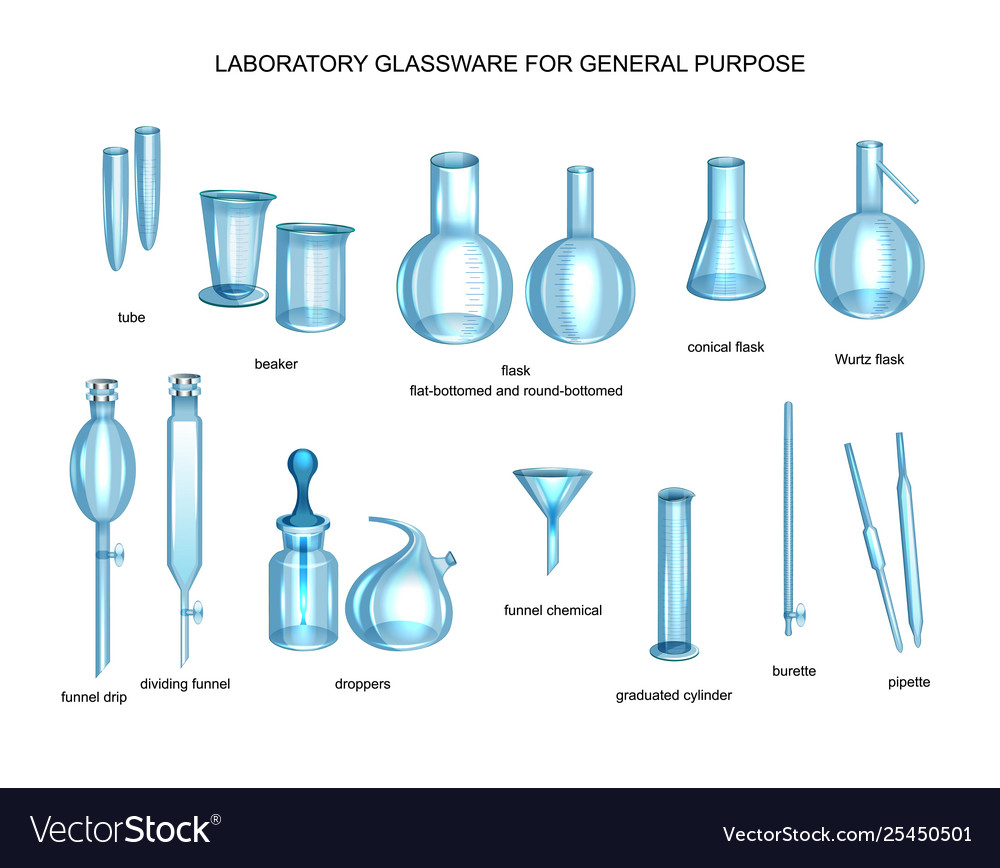 LABORATORY GLASSWARE FOR GENERAL PURPOSE
tube
beaker
flask
flat-bottomed and round-bottomed
conical flask
Wurtz flask
funnel drip
dividing funnel
droppers
funnel chemical
graduated cylinder
burette
pipette
VectorStock®
VectorStock.com/25450501